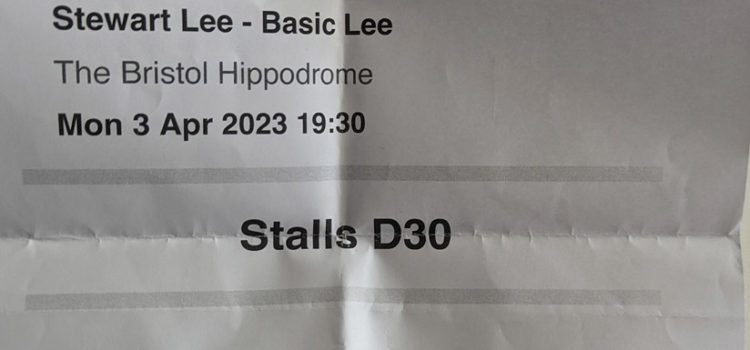 Stewart Lee - Basic Lee
The Bristol Hippodrome
Mon 3 Apr 2023 19:30
Stalls D30